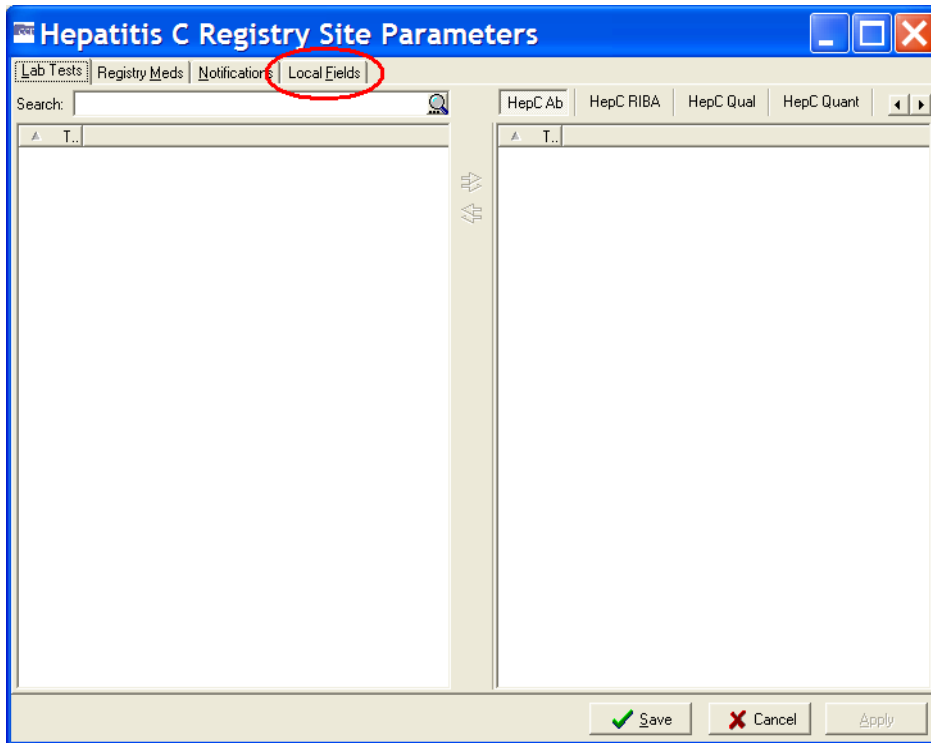 Hepatitis C Registry Site Parameters
Lab Tests Registry Meds Notifications Local Fields
Search: HepC Ab HepC RIBA HepC Qual HepC Quant
T.. T..
Save Cancel Apply